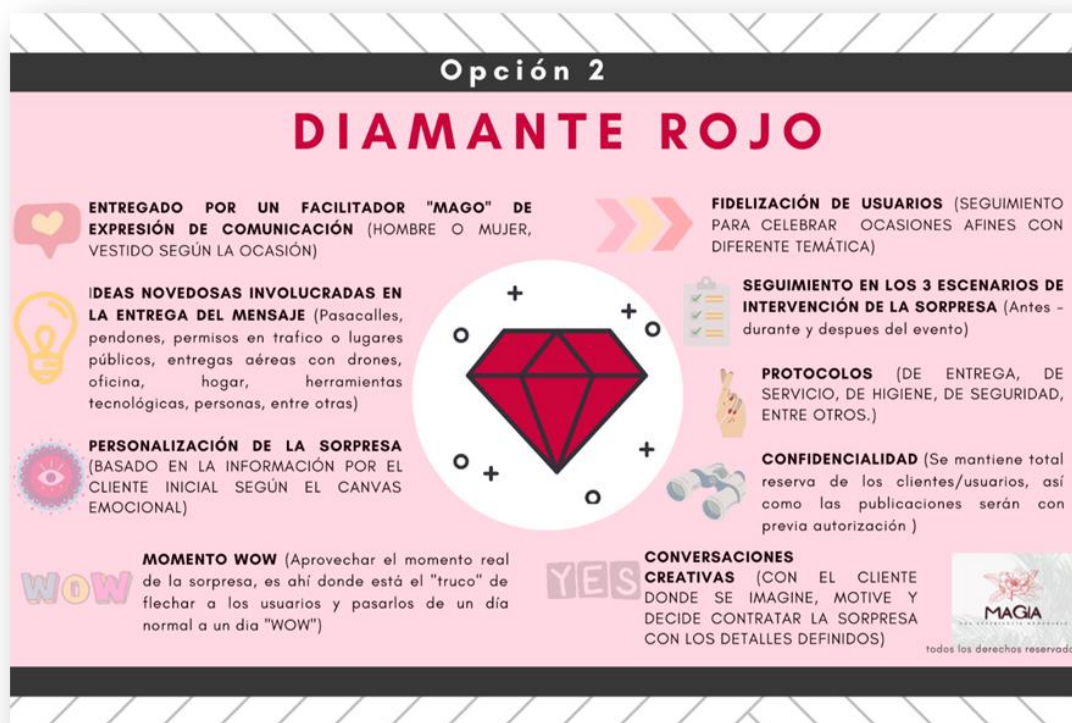 Opción 2
DIAMANTE ROJO
ENTREGADO POR UN FACILITADOR "MAGO" DE
EXPRESIÓN DE COMUNICACIÓN (HOMBRE O MUJER,
VESTIDO SEGÚN LA OCASIÓN)
IDEAS NOVEDOSAS INVOLUCRADAS EN
LA ENTREGA DEL MENSAJE (Pasacalles,
pendones, permisos en trafico o lugares
públicos, entregas aéreas con drones,
oficina, hogar, herramientas
tecnológicas, personas, entre otras)
PERSONALIZACIÓN DE LA SORPRESA
(BASADO EN LA INFORMACIÓN POR EL
CLIENTE INICIAL SEGÚN EL CANVAS
EMOCIONAL)
WOW
MOMENTO WOW (Aprovechar el momento real
de la sorpresa, es ahí donde está el "truco" de
flechar a los usuarios y pasarlos de un día
normal a un dia "WOW")
FIDELIZACIÓN DE USUARIOS (SEGUIMIENTO
PARA CELEBRAR OCASIONES AFINES CON
DIFERENTE TEMÁTICA)
SEGUIMIENTO EN LOS 3 ESCENARIOS DE
INTERVENCIÓN DE LA SORPRESA (Antes -
durante y despues del evento)
PROTOCOLOS (DE ENTREGA, DE
SERVICIO, DE HIGIENE, DE SEGURIDAD,
ENTRE OTROS.)
CONFIDENCIALIDAD (Se mantiene total
reserva de los clientes/usuarios, así
como las publicaciones serán con
previa autorización )
YES
CONVERSACIONES
CREATIVAS (CON EL CLIENTE
DONDE SE IMAGINE, MOTIVE Y
DECIDE CONTRATAR LA SORPRESA
CON LOS DETALLES DEFINIDOS)
MAGIA
todos los derechos reservad